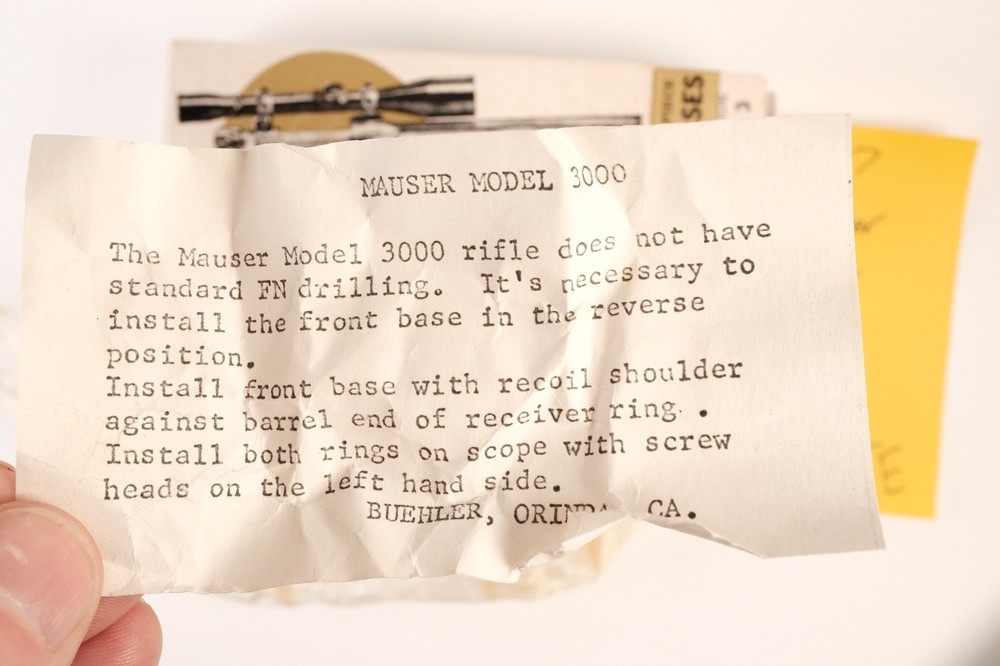 SES
MAUSER MODEL 3000
The Mauser Model 3000 rifle does not have
standard FN drilling. It's necessary to
install the front base in the reverse
position.
Install front base with recoil shoulder
against barrel end of receiver ring .
Install both rings on scope with screw
heads on the left hand side.
BUEHLER, ORINDA CA.